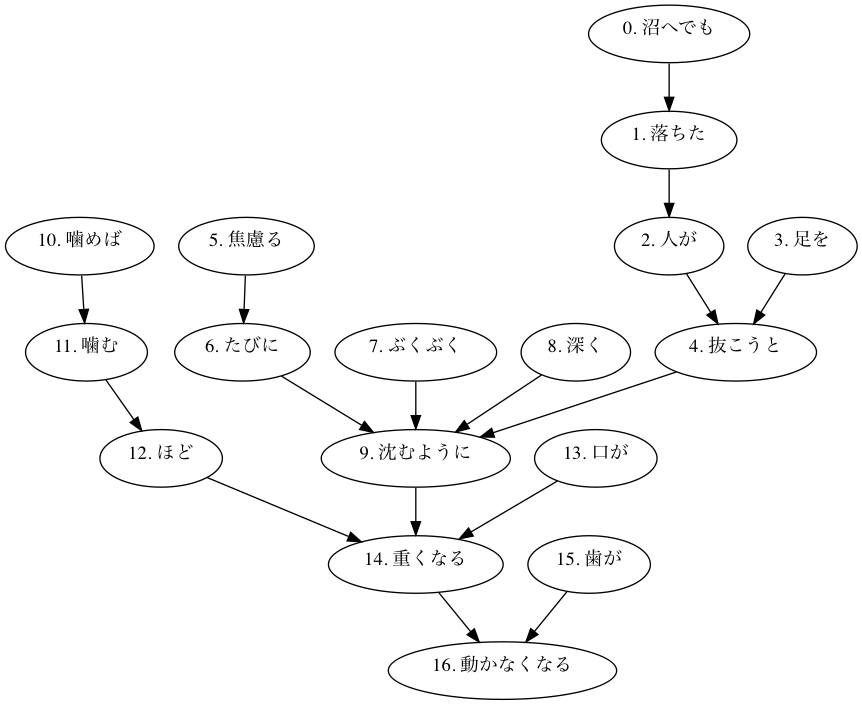 0. 沼へでも
1. 落ちた
10. 噛めば
5. 焦慮る
2. 人が
3. 足を
11. 噛む
6. たびに
7. ぶくぶく
8. 深く
4. 抜こうと
12. ほど
9. 沈むように
13. 口が
14. 重くなる
15. 歯が
16. 動かなくなる